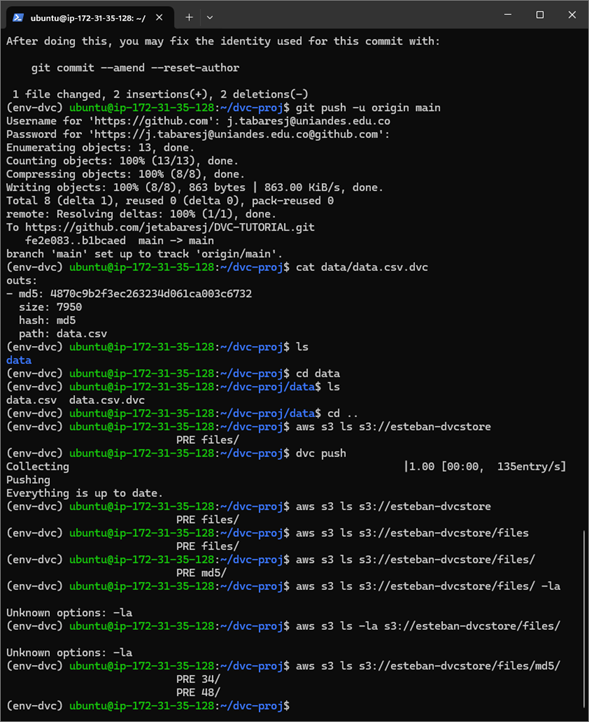 ubuntu@ip-172-31-35-128: ~/
After doing this, you may fix the identity used for this commit with:
git commit --amend --reset-author
1 file changed, 2 insertions(+), 2 deletions(-)
(env-dvc) ubuntu@ip-172-31-35-128:~/dvc-proj$ git push -u origin main
Username for 'https://github.com': j.tabaresj@uniandes.edu.co
Password for 'https://j.tabaresj@uniandes.edu.co@github.com':
Enumerating objects: 13, done.
Counting objects: 100% (13/13), done.
Compressing objects: 100% (8/8), done.
Writing objects: 100% (8/8), 863 bytes | 863.00 KiB/s, done.
Total 8 (delta 1), reused 0 (delta 0), pack-reused 0
remote: Resolving deltas: 100% (1/1), done.
To https://github.com/jetabaresj/DVC-TUTORIAL.git
fe2e083..b1bcaed  main -> main
branch 'main' set up to track 'origin/main'.
(env-dvc) ubuntu@ip-172-31-35-128:~/dvc-proj$ cat data/data.csv.dvc
outs:
- md5: 4870c9b2f3ec263234d061ca003c6732
size: 7950
hash: md5
path: data.csv
(env-dvc) ubuntu@ip-172-31-35-128:~/dvc-proj$ ls
data
(env-dvc) ubuntu@ip-172-31-35-128:~/dvc-proj$ cd data
(env-dvc) ubuntu@ip-172-31-35-128:~/dvc-proj/data$ ls
data.csv  data.csv.dvc
(env-dvc) ubuntu@ip-172-31-35-128:~/dvc-proj/data$ cd ..
(env-dvc) ubuntu@ip-172-31-35-128:~/dvc-proj$ aws s3 ls s3://esteban-dvcstore
PRE files/
(env-dvc) ubuntu@ip-172-31-35-128:~/dvc-proj$ dvc push
Collecting |1.00 [00:00,  135entry/s]
Pushing
Everything is up to date.
(env-dvc) ubuntu@ip-172-31-35-128:~/dvc-proj$ aws s3 ls s3://esteban-dvcstore
PRE files/
(env-dvc) ubuntu@ip-172-31-35-128:~/dvc-proj$ aws s3 ls s3://esteban-dvcstore/files
PRE files/
(env-dvc) ubuntu@ip-172-31-35-128:~/dvc-proj$ aws s3 ls s3://esteban-dvcstore/files/
PRE md5/
(env-dvc) ubuntu@ip-172-31-35-128:~/dvc-proj$ aws s3 ls s3://esteban-dvcstore/files/ -la
Unknown options: -la
(env-dvc) ubuntu@ip-172-31-35-128:~/dvc-proj$ aws s3 ls -la s3://esteban-dvcstore/files/
Unknown options: -la
(env-dvc) ubuntu@ip-172-31-35-128:~/dvc-proj$ aws s3 ls s3://esteban-dvcstore/files/md5/
PRE 34/
PRE 48/
(env-dvc) ubuntu@ip-172-31-35-128:~/dvc-proj$